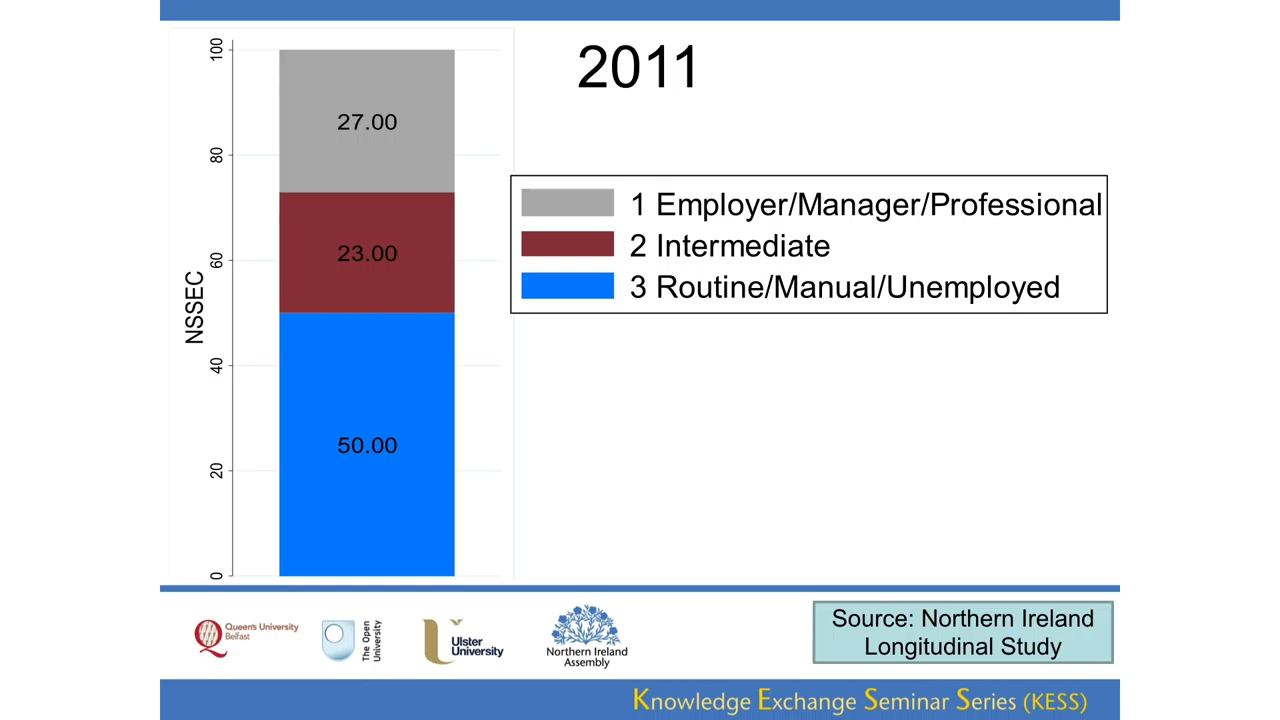 2011
100
80
60
40
20
0
NSSEC
27.00
23.00
50.00
1 Employer/Manager/Professional
2 Intermediate
3 Routine/Manual/Unemployed
Queen's University
Belfast
The Open
University
Ulster
University
Northern Ireland
Assembly
Source: Northern Ireland
Longitudinal Study
Knowledge Exchange Seminar Series (KESS)